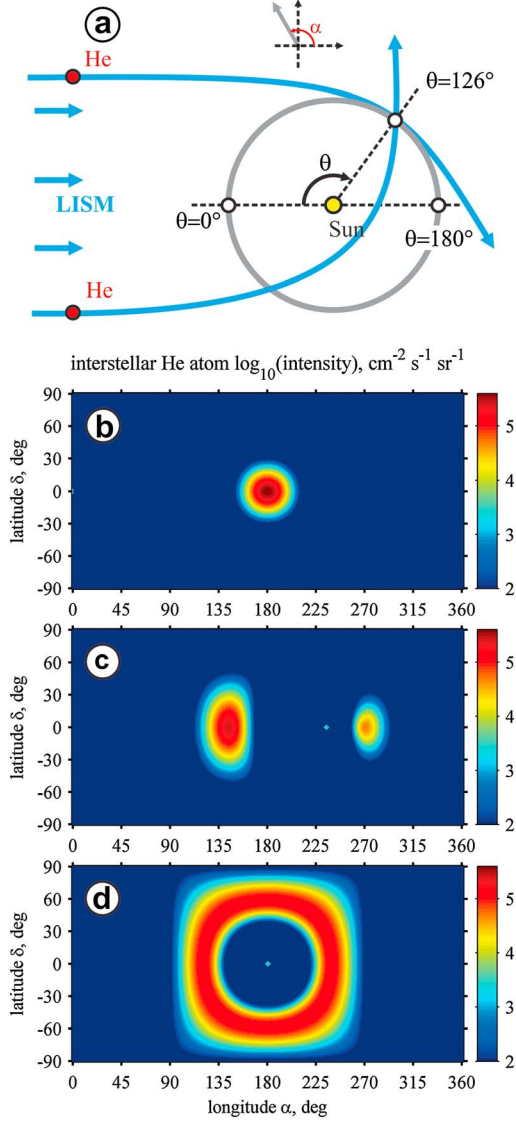 a
α
He
θ=126°
LISM
θ
θ=0°
Sun
θ=180°
He
interstellar He atom log10(intensity), cm-2 s-1 sr-1
b
latitude δ, deg
90
60
30
0
-30
-60
-90
0 45 90 135 180 225 270 315 360
5
4
3
2
c
latitude δ, deg
90
60
30
0
-30
-60
-90
0 45 90 135 180 225 270 315 360
5
4
3
2
d
latitude δ, deg
90
60
30
0
-30
-60
-90
0 45 90 135 180 225 270 315 360
5
4
3
2
longitude α, deg